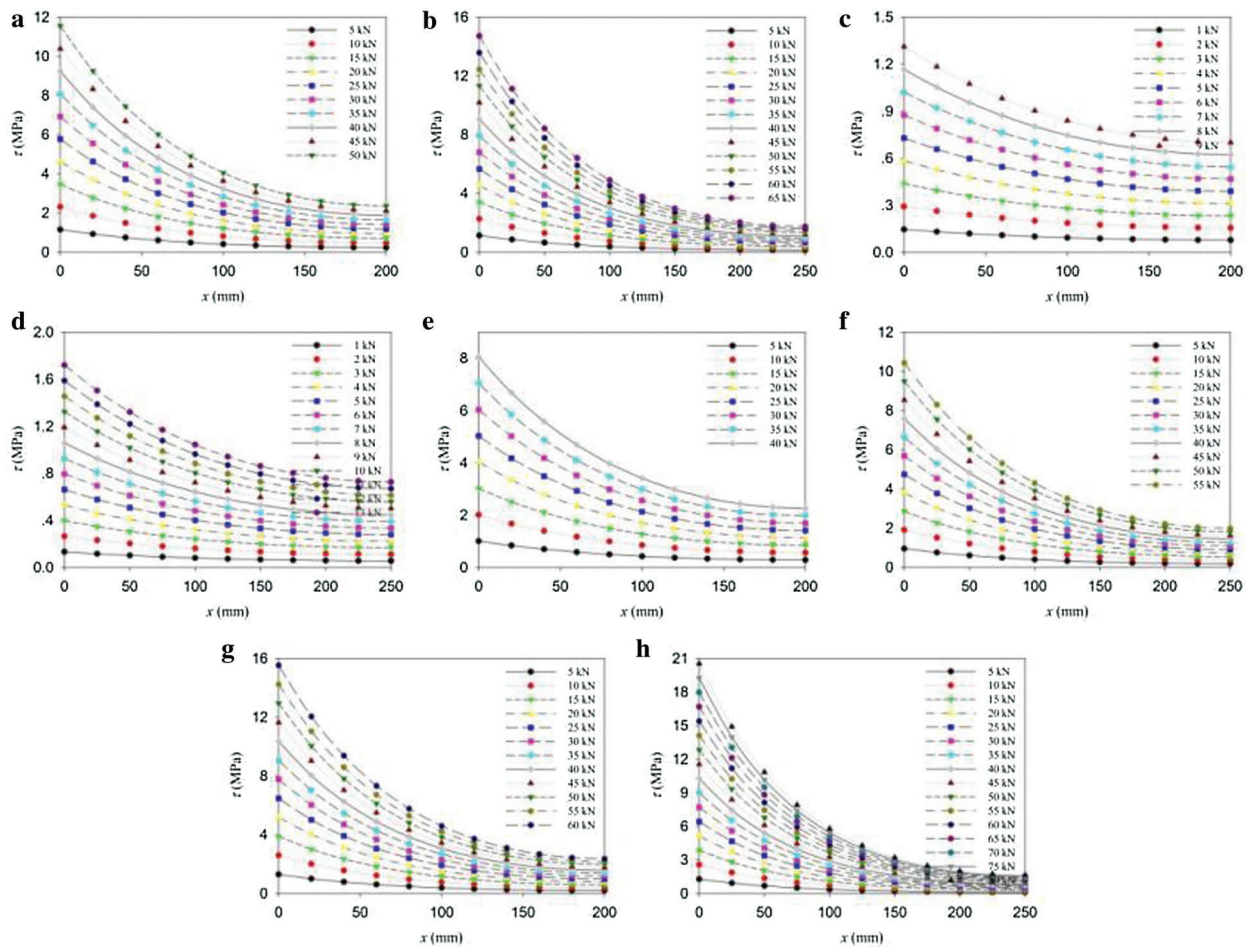 a
12
10
8
6
4
2
0
τ (MPa)
0 50 100 150 200
x (mm)
5 kN
10 kN
15 kN
20 kN
25 kN
30 kN
35 kN
40 kN
45 kN
50 kN
b
16
12
8
4
0
τ (MPa)
0 50 100 150 200 250
x (mm)
5 kN
10 kN
15 kN
20 kN
25 kN
30 kN
35 kN
40 kN
45 kN
50 kN
55 kN
60 kN
65 kN
c
1.5
1.2
.9
.6
.3
0.0
τ (MPa)
0 50 100 150 200
x (mm)
1 kN
2 kN
3 kN
4 kN
5 kN
6 kN
7 kN
8 kN
9 kN
d
2.0
1.6
1.2
.8
.4
0.0
τ (MPa)
0 50 100 150 200 250
x (mm)
1 kN
2 kN
3 kN
4 kN
5 kN
6 kN
7 kN
8 kN
9 kN
10 kN
e
8
6
4
2
0
τ (MPa)
0 50 100 150 200
x (mm)
5 kN
10 kN
15 kN
20 kN
25 kN
30 kN
35 kN
40 kN
f
12
10
8
6
4
2
0
τ (MPa)
0 50 100 150 200 250
x (mm)
5 kN
10 kN
15 kN
20 kN
25 kN
30 kN
35 kN
40 kN
45 kN
50 kN
55 kN
g
16
12
8
4
0
τ (MPa)
0 50 100 150 200
x (mm)
5 kN
10 kN
15 kN
20 kN
25 kN
30 kN
35 kN
40 kN
45 kN
50 kN
55 kN
60 kN
h
21
18
15
12
9
6
3
0
τ (MPa)
0 50 100 150 200 250
x (mm)
5 kN
10 kN
15 kN
20 kN
25 kN
30 kN
35 kN
40 kN
45 kN
50 kN
55 kN
60 kN
65 kN
70 kN
75 kN